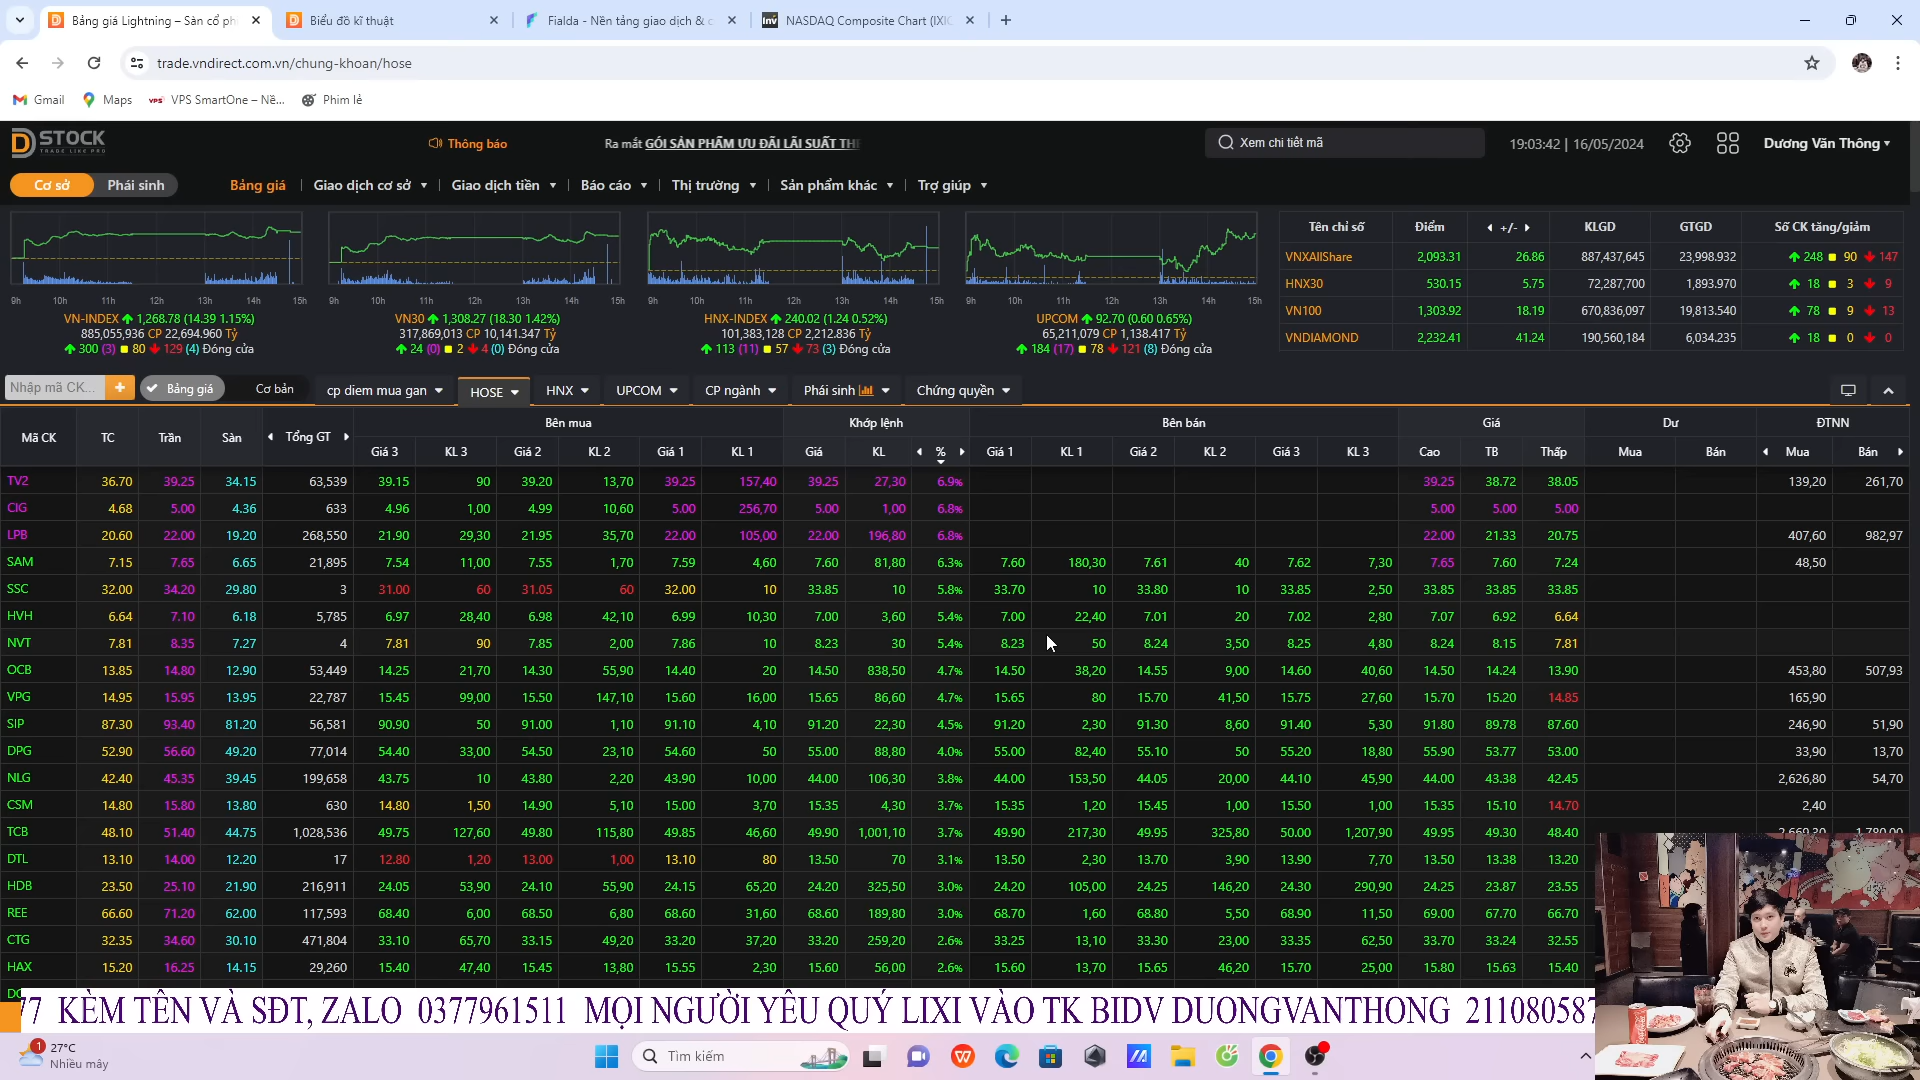 Bảng giá Lightning – Sàn cổ ph
Biểu đồ kĩ thuật
Fialda - Nền tảng giao dịch & c
NASDAQ Composite Chart (IXIC
trade.vndirect.com.vn/chung-khoan/hose
Gmail Maps VPS SmartOne – Nề... Phim lẻ
D STOCK TRADE LIKE PRO
Thông báo
Ra mắt GÓI SẢN PHẨM ƯU ĐÃI LÃI SUẤT TH
Xem chi tiết mã
19:03:42 | 16/05/2024
Dương Văn Thông
Cơ sở Phái sinh Bảng giá Giao dịch cơ sở Giao dịch tiền Báo cáo Thị trường Sản phẩm khác Trợ giúp
9h 10h 11h 12h 13h 14h 15h
VN-INDEX 1,268.78 (14.39 1.15%)
885,055,936 CP 22,694.960 Tỷ
300 (3) 80 129 (4) Đóng cửa
9h 10h 11h 12h 13h 14h 15h
VN30 1,308.27 (18.30 1.42%)
317,869,013 CP 10,141.347 Tỷ
24 (0) 2 4 (0) Đóng cửa
9h 10h 11h 12h 13h 14h 15h
HNX-INDEX 240.02 (1.24 0.52%)
101,383,128 CP 2,212.836 Tỷ
113 (11) 57 73 (3) Đóng cửa
9h 10h 11h 12h 13h 14h 15h
UPCOM 92.70 (0.60 0.65%)
65,211,079 CP 1,138.417 Tỷ
184 (17) 78 121 (8) Đóng cửa
Tên chỉ số Điểm +/- KLGD GTGD Số CK tăng/giảm
VNXAllShare 2,093.31 26.86 887,437,645 23,998.932 248 90 147
HNX30 530.15 5.75 72,287,700 1,893.970 18 3 9
VN100 1,303.92 18.19 670,836,097 19,813.540 78 9 13
VNDIAMOND 2,232.41 41.24 190,560,184 6,034.235 18 0 0
Nhập mã CK... + Bảng giá Cơ bản cp diem mua gan HOSE HNX UPCOM CP ngành Phái sinh Chứng quyền
Mã CK TC Trần Sàn Tổng GT Bên mua Khớp lệnh Bên bán Giá Dư ĐTNN
Giá 3 KL 3 Giá 2 KL 2 Giá 1 KL 1 Giá KL % Giá 1 KL 1 Giá 2 KL 2 Giá 3 KL 3 Cao TB Thấp Mua Bán Mua Bán
TV2 36.70 39.25 34.15 63,539 39.15 90 39.20 13,70 39.25 157,40 39.25 27,30 6.9% 39.25 38.72 38.05 139,20 261,70
CIG 4.68 5.00 4.36 633 4.96 1,00 4.99 10,60 5.00 256,70 5.00 1,00 6.8% 5.00 5.00 5.00
LPB 20.60 22.00 19.20 268,550 21.90 29,30 21.95 35,70 22.00 105,00 22.00 196,80 6.8% 22.00 21.33 20.75 407,60 982,97
SAM 7.15 7.65 6.65 21,895 7.54 11,00 7.55 1,70 7.59 4,60 7.60 81,80 6.3% 7.60 180,30 7.61 40 7.62 7,30 7.65 7.60 7.24 48,50
SSC 32.00 34.20 29.80 3 31.00 60 31.05 60 32.00 10 33.85 10 5.8% 33.70 10 33.80 10 33.85 2,50 33.85 33.85 33.85
HVH 6.64 7.10 6.18 5,785 6.97 28,40 6.98 42,10 6.99 10,30 7.00 3,60 5.4% 7.00 22,40 7.01 20 7.02 2,80 7.07 6.92 6.64
NVT 7.81 8.35 7.27 4 7.81 90 7.85 2,00 7.86 10 8.23 30 5.4% 8.23 50 8.24 3,50 8.25 4,80 8.24 8.15 7.81
OCB 13.85 14.80 12.90 53,449 14.25 21,70 14.30 55,90 14.40 20 14.50 838,50 4.7% 14.50 38,20 14.55 9,00 14.60 40,60 14.50 14.24 13.90 453,80 507,93
VPG 14.95 15.95 13.95 22,787 15.45 99,00 15.50 147,10 15.60 16,00 15.65 86,60 4.7% 15.65 80 15.70 41,50 15.75 27,60 15.70 15.20 14.85 165,90
SIP 87.30 93.40 81.20 56,581 90.90 50 91.00 1,10 91.10 4,10 91.20 22,30 4.5% 91.20 2,30 91.30 8,60 91.40 5,30 91.80 89.78 87.60 246,90 51,90
DPG 52.90 56.60 49.20 77,014 54.40 33,00 54.50 23,10 54.60 50 55.00 88,80 4.0% 55.00 82,40 55.10 50 55.20 18,80 55.90 53.77 53.00 33,90 13,70
NLG 42.40 45.35 39.45 199,658 43.75 10 43.80 2,20 43.90 10,00 44.00 106,30 3.8% 44.00 153,50 44.05 20,00 44.10 45,90 44.00 43.38 42.45 2,626,80 54,70
CSM 14.80 15.80 13.80 630 14.80 1,50 14.90 5,10 15.00 3,70 15.35 4,30 3.7% 15.35 1,20 15.45 1,00 15.50 1,00 15.35 15.10 14.70 2,40
TCB 48.10 51.40 44.75 1,028,536 49.75 127,60 49.80 115,80 49.85 46,60 49.90 1,001,10 3.7% 49.90 217,30 49.95 325,80 50.00 1,207,90 49.95 49.30 48.40 2,669,30 1,780,00
DTL 13.10 14.00 12.20 17 12.80 1,20 13.00 1,00 13.10 80 13.50 70 3.1% 13.50 2,30 13.70 3,90 13.90 7,70 13.50 13.38 13.20
HDB 23.50 25.10 21.90 216,911 24.05 53,90 24.10 55,90 24.15 65,20 24.20 325,50 3.0% 24.20 105,00 24.25 146,20 24.30 290,90 24.25 23.87 23.55
REE 66.60 71.20 62.00 117,593 68.40 6,00 68.50 6,80 68.60 31,60 68.60 189,80 3.0% 68.70 1,60 68.80 5,50 68.90 11,50 69.00 67.70 66.70
CTG 32.35 34.60 30.10 471,804 33.10 65,70 33.15 49,20 33.20 37,20 33.20 259,20 2.6% 33.25 13,10 33.30 23,00 33.35 62,50 33.70 33.24 32.55
HAX 15.20 16.25 14.15 29,260 15.40 47,40 15.45 13,80 15.55 2,30 15.60 56,00 2.6% 15.60 13,70 15.65 46,20 15.70 25,00 15.80 15.63 15.40
77 KÈM TÊN VÀ SĐT, ZALO 0377961511 MỌI NGƯỜI YÊU QUÝ LIXI VÀO TK BIDV DUONGVANTHONG 211080587
1 27°C
Nhiều mây
Tìm kiếm